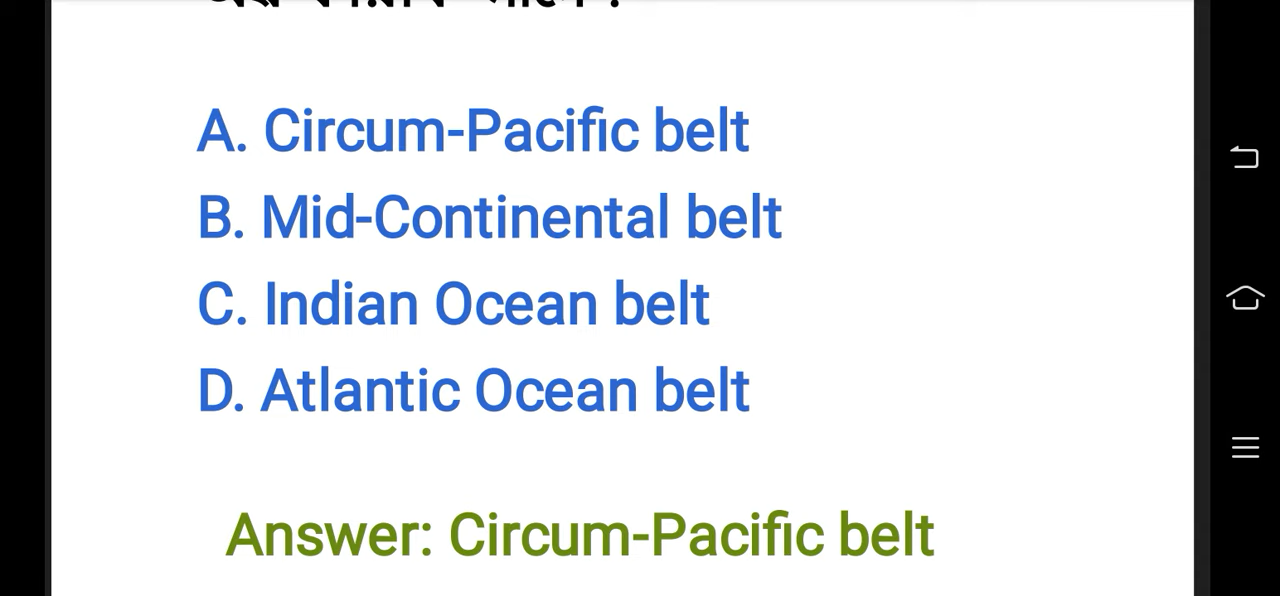 A. Circum-Pacific belt
B. Mid-Continental belt
C. Indian Ocean belt
D. Atlantic Ocean belt
Answer: Circum-Pacific belt